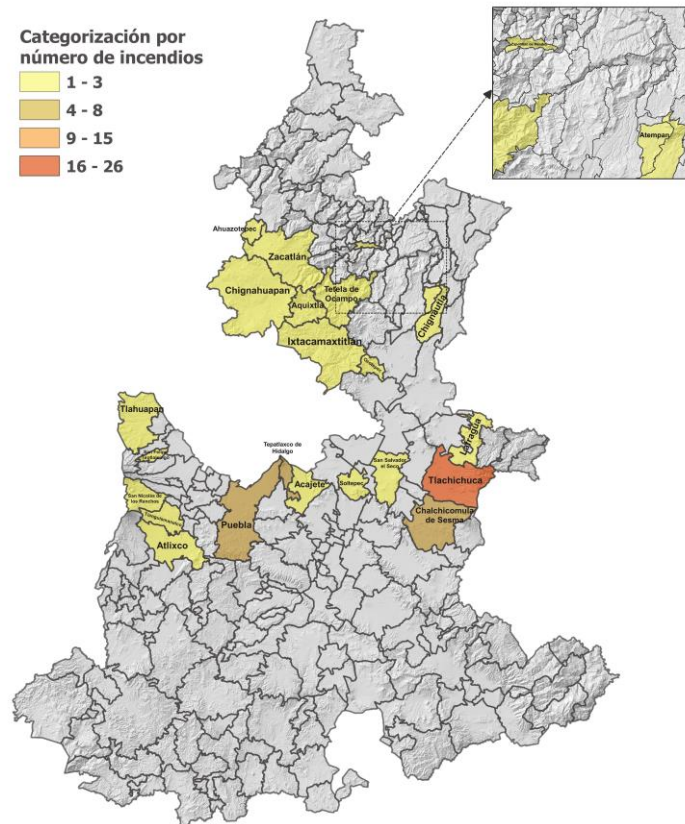 Categorización por
número de incendios
1 - 3
4 - 8
9 - 15
16 - 26
Atempan
Ahuazotepec
Zacatlán
Chignahuapan
Aquixtla
Tetela de
Ocampo
Ixtacamaxtitlán
Chignautla
Tlahuapan
Tepatlaxco de
Hidalgo
Lafragua
San Salvador
el Seco
Acajete
Soltepec
Tlachichuca
San Nicolás de
los Ranchos
Puebla
Chalchicomula
de Sesma
Atlixco